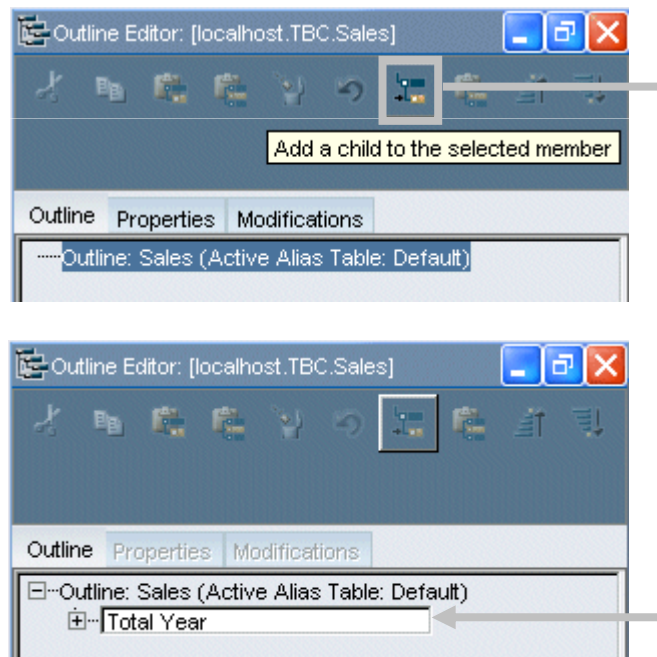 Outline Editor: [localhost.TBC.Sales]
Add a child to the selected member
Outline Properties Modifications
Outline: Sales (Active Alias Table: Default)
Outline Editor: [localhost.TBC.Sales]
Outline Properties Modifications
Outline: Sales (Active Alias Table: Default)
Total Year